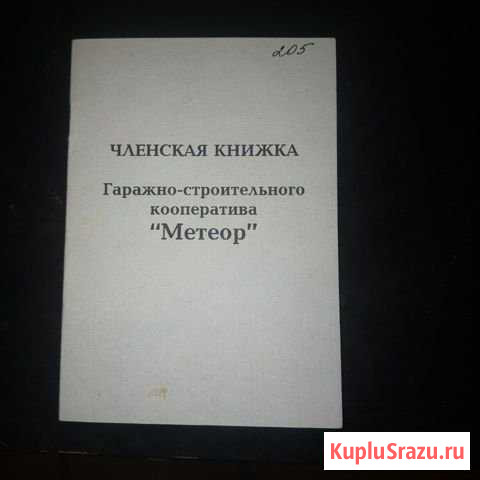 205
ЧЛЕНСКАЯ КНИЖКА
Гаражно-строительного
кооператива
“Метеор”
KupluSrazu.ru